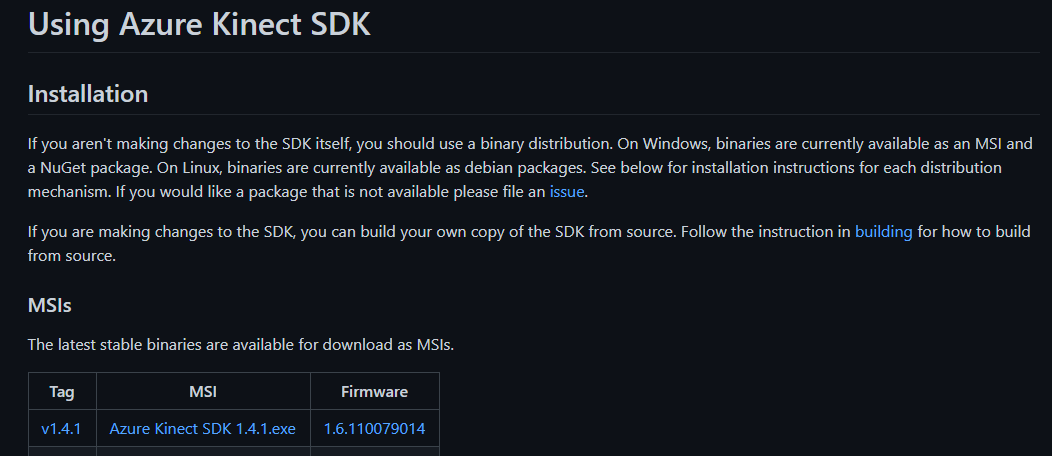 Using Azure Kinect SDK
Installation
If you aren't making changes to the SDK itself, you should use a binary distribution. On Windows, binaries are currently available as an MSI and
a NuGet package. On Linux, binaries are currently available as debian packages. See below for installation instructions for each distribution
mechanism. If you would like a package that is not available please file an issue.
If you are making changes to the SDK, you can build your own copy of the SDK from source. Follow the instruction in building for how to build
from source.
MSIs
The latest stable binaries are available for download as MSIs.
Tag MSI Firmware
v1.4.1 Azure Kinect SDK 1.4.1.exe 1.6.110079014